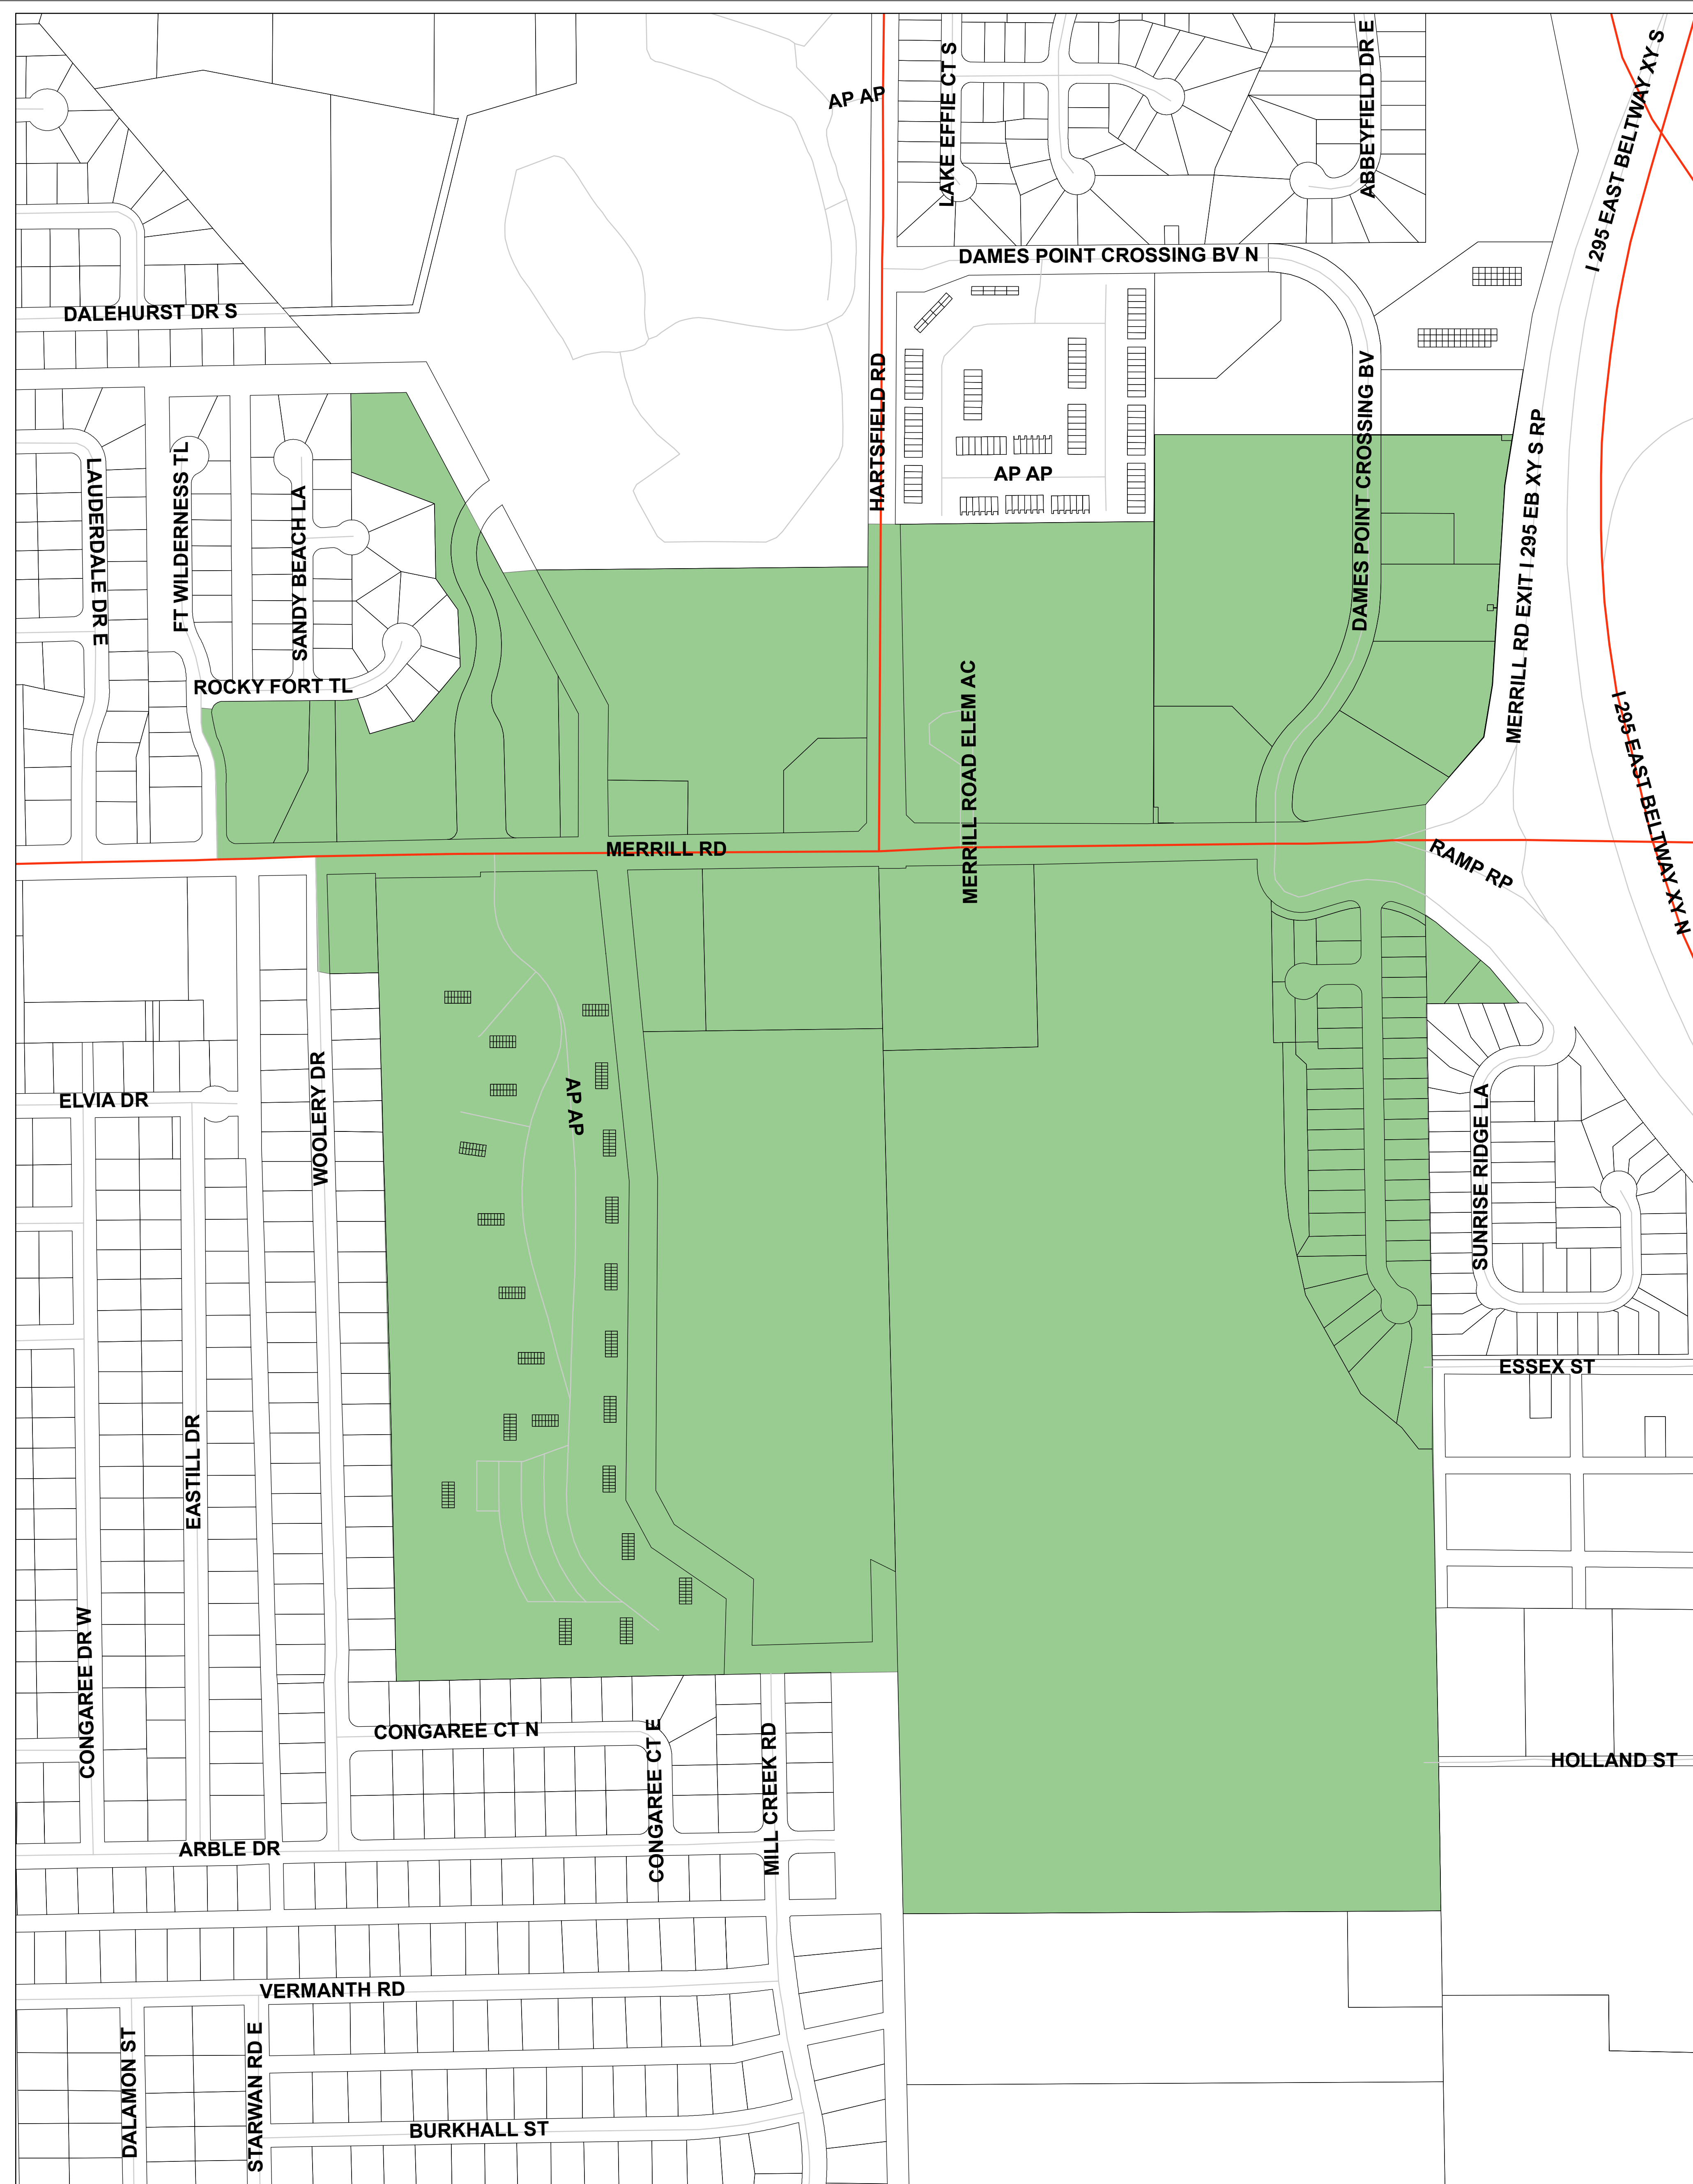 LAKE EFFIE CT S
ABBEYFIELD DR E
I 295 EAST BELTWAY XY S
AP AP
DAMES POINT CROSSING BV N
DALEHURST DR S
HARTSFIELD RD
DAMES POINT CROSSING BV
MERRILL RD EXIT I 295 EB XY S RP
AP AP
LAUDERDALE DR E
FT WILDERNESS TL
SANDY BEACH LA
ROCKY FORT TL
MERRILL ROAD ELEM AC
I 295 EAST BELTWAY XY N
MERRILL RD
RAMP RP
ELVIA DR
WOOLERY DR
AP AP
SUNRISE RIDGE LA
ESSEX ST
EASTILL DR
CONGAREE DR W
CONGAREE CT N
CONGAREE CT E
MILL CREEK RD
HOLLAND ST
ARBLE DR
VERMANTH RD
DALAMON ST
STARWAN RD E
BURKHALL ST